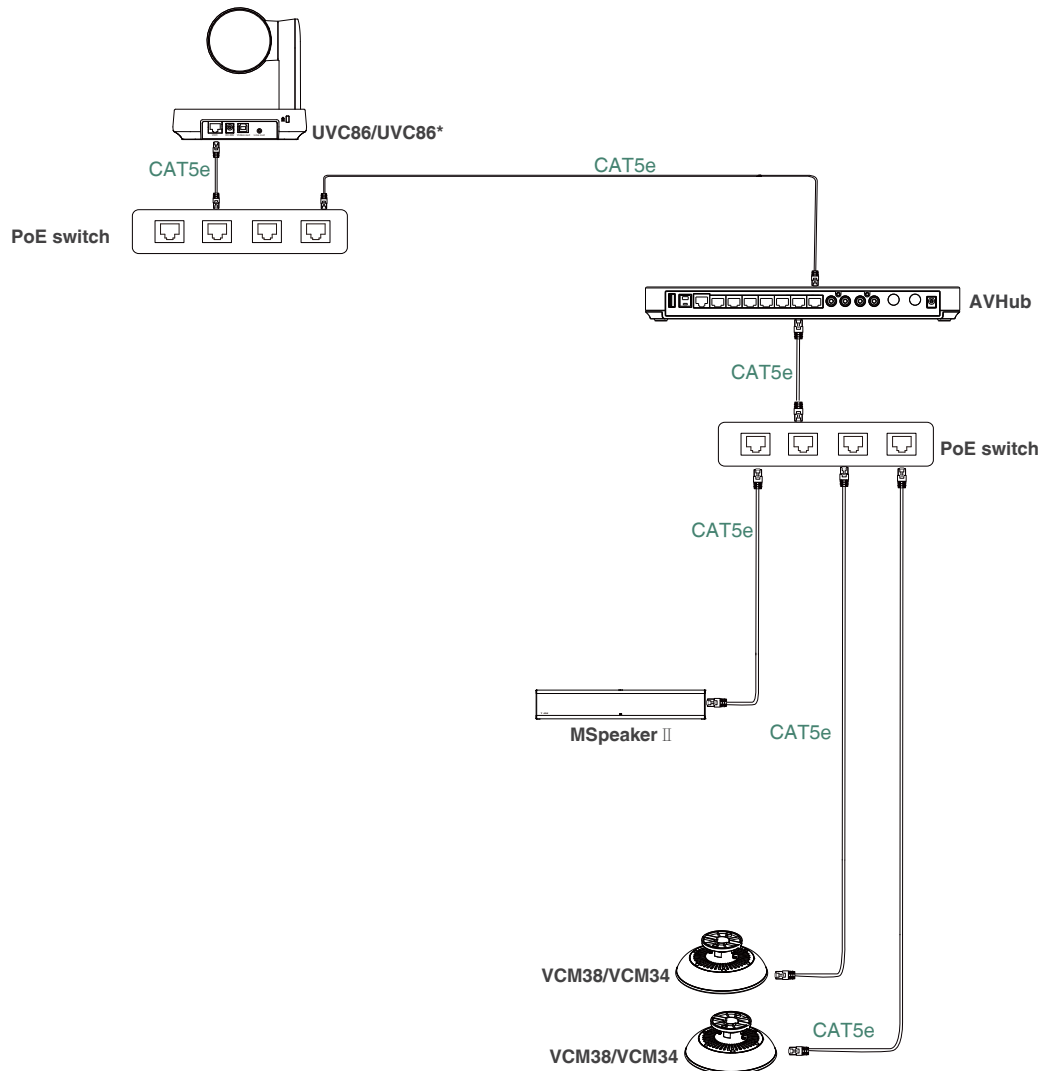 UVC86/UVC86*
CAT5e
CAT5e
PoE switch
AVHub
CAT5e
PoE switch
CAT5e
MSpeaker Ⅱ
CAT5e
VCM38/VCM34
CAT5e
VCM38/VCM34